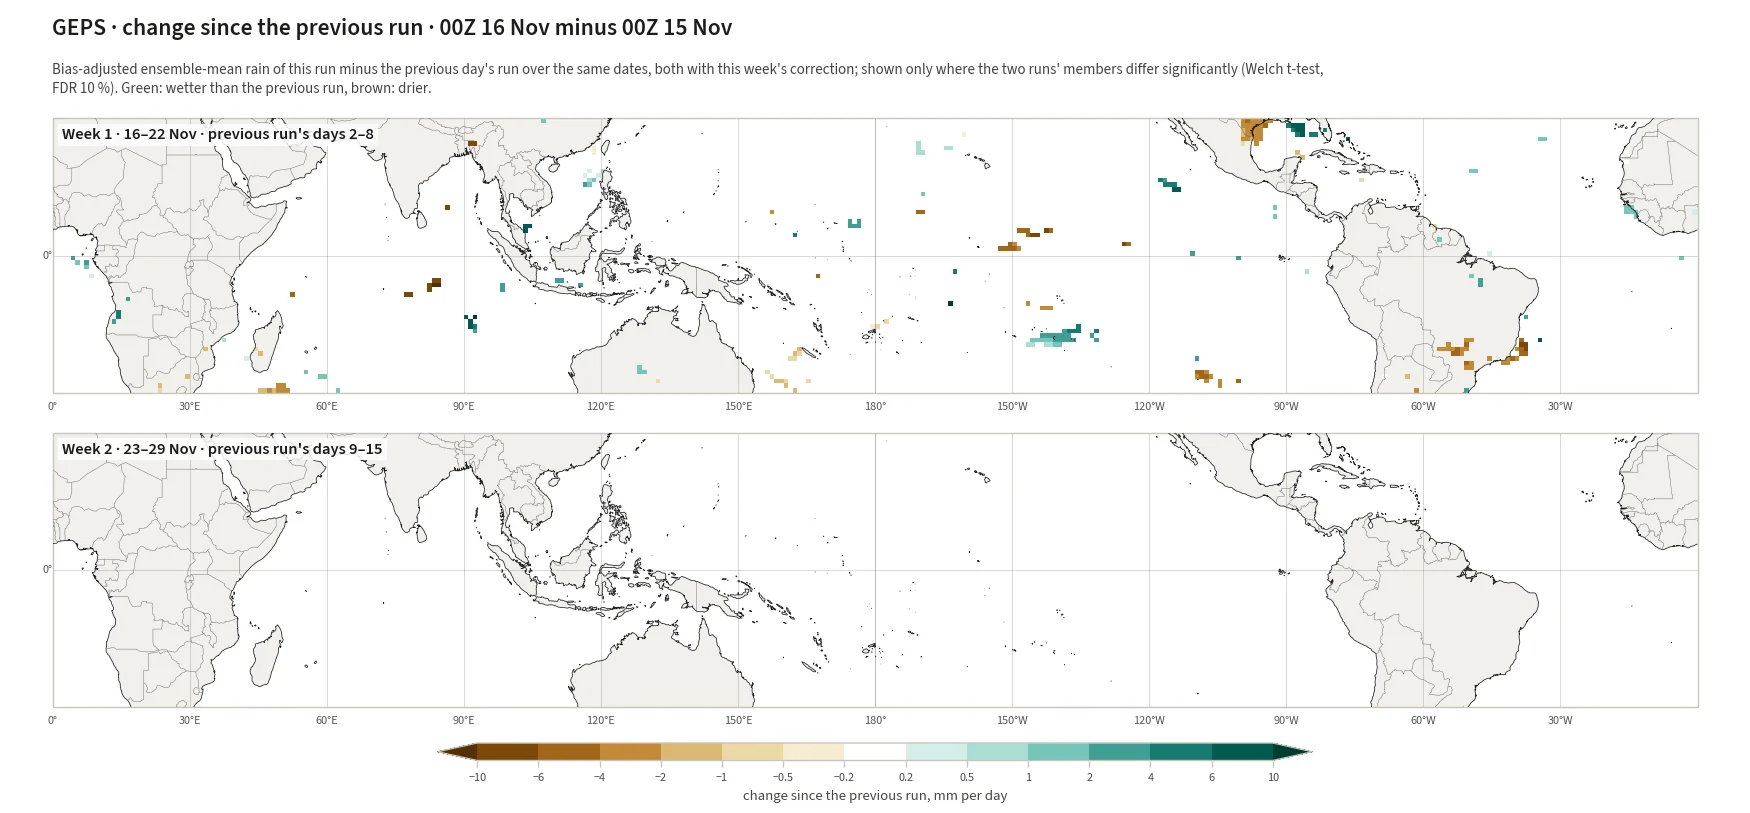 GEPS · change since the previous run · 00Z 16 Nov minus 00Z 15 Nov
Bias-adjusted ensemble-mean rain of this run minus the previous day's run over the same dates, both with this week's correction; shown only where the two runs' members differ significantly (Welch t-test,
FDR 10 %). Green: wetter than the previous run, brown: drier.
Week 1 · 16–22 Nov · previous run's days 2–8
0°
0° 30°E 60°E 90°E 120°E 150°E 180° 150°W 120°W 90°W 60°W 30°W
Week 2 · 23–29 Nov · previous run's days 9–15
0°
0° 30°E 60°E 90°E 120°E 150°E 180° 150°W 120°W 90°W 60°W 30°W
−10 −6 −4 −2 −1 −0.5 −0.2 0.2 0.5 1 2 4 6 10
change since the previous run, mm per day